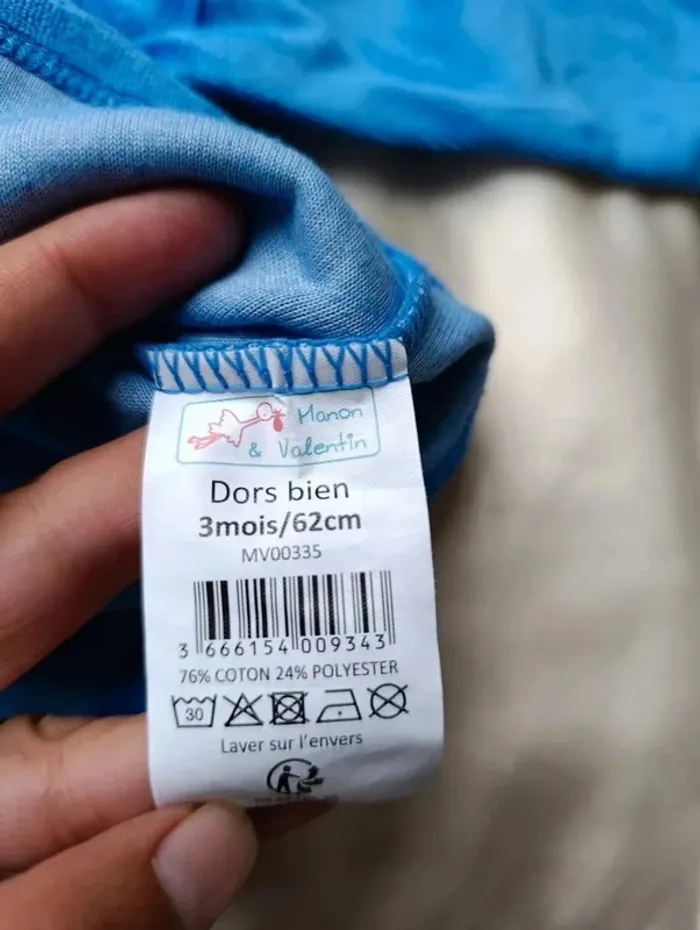 Manon
& Valentin
Dors bien
3mois/62cm
MV00335
3 666154 009343
76% COTON 24% POLYESTER
30
Laver sur l'envers